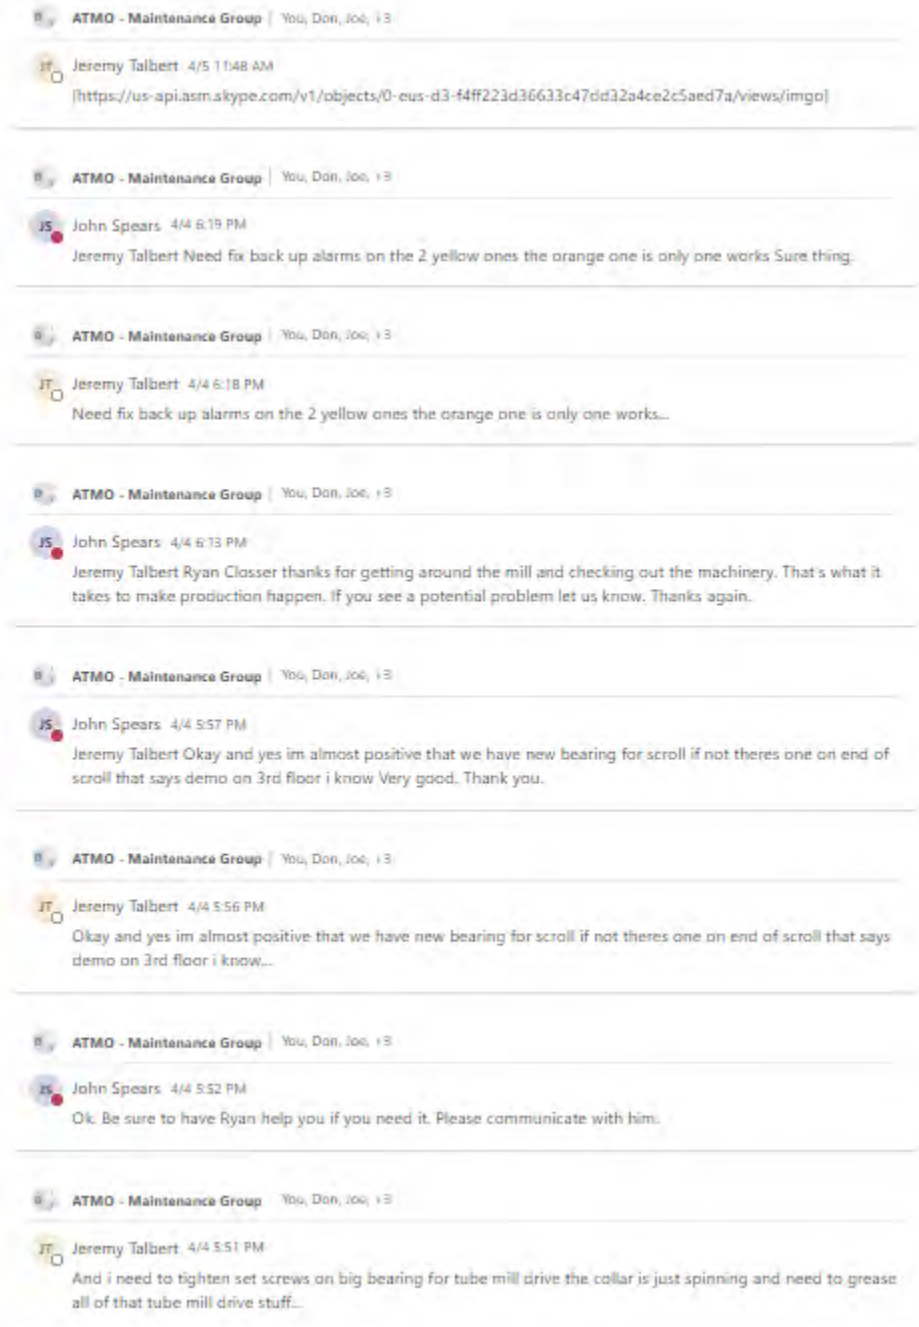 ATMO - Maintenance Group | You, Don, Joe, +3
JT Jeremy Talbert 4/5 11:48 AM
[https://us-api.asm.skype.com/v1/objects/0-eus-d3-f4ff223d36633c47dd32a4ce2c5aed7a/views/imgo]
ATMO - Maintenance Group | You, Don, Joe, +3
JS John Spears 4/4 6:19 PM
Jeremy Talbert Need fix back up alarms on the 2 yellow ones the orange one is only one works Sure thing.
ATMO - Maintenance Group | You, Don, Joe, +3
JT Jeremy Talbert 4/4 6:18 PM
Need fix back up alarms on the 2 yellow ones the orange one is only one works...
ATMO - Maintenance Group | You, Don, Joe, +3
JS John Spears 4/4 6:13 PM
Jeremy Talbert Ryan Closser thanks for getting around the mill and checking out the machinery. That's what it
takes to make production happen. If you see a potential problem let us know. Thanks again.
ATMO - Maintenance Group | You, Don, Joe, +3
JS John Spears 4/4 5:57 PM
Jeremy Talbert Okay and yes im almost positive that we have new bearing for scroll if not theres one on end of
scroll that says demo on 3rd floor i know Very good. Thank you.
ATMO - Maintenance Group | You, Don, Joe, +3
JT Jeremy Talbert 4/4 5:56 PM
Okay and yes im almost positive that we have new bearing for scroll if not theres one on end of scroll that says
demo on 3rd floor i know...
ATMO - Maintenance Group | You, Don, Joe, +3
JS John Spears 4/4 5:52 PM
Ok. Be sure to have Ryan help you if you need it. Please communicate with him.
ATMO - Maintenance Group You, Don, Joe, +3
JT Jeremy Talbert 4/4 5:51 PM
And i need to tighten set screws on big bearing for tube mill drive the collar is just spinning and need to grease
all of that tube mill drive stuff...